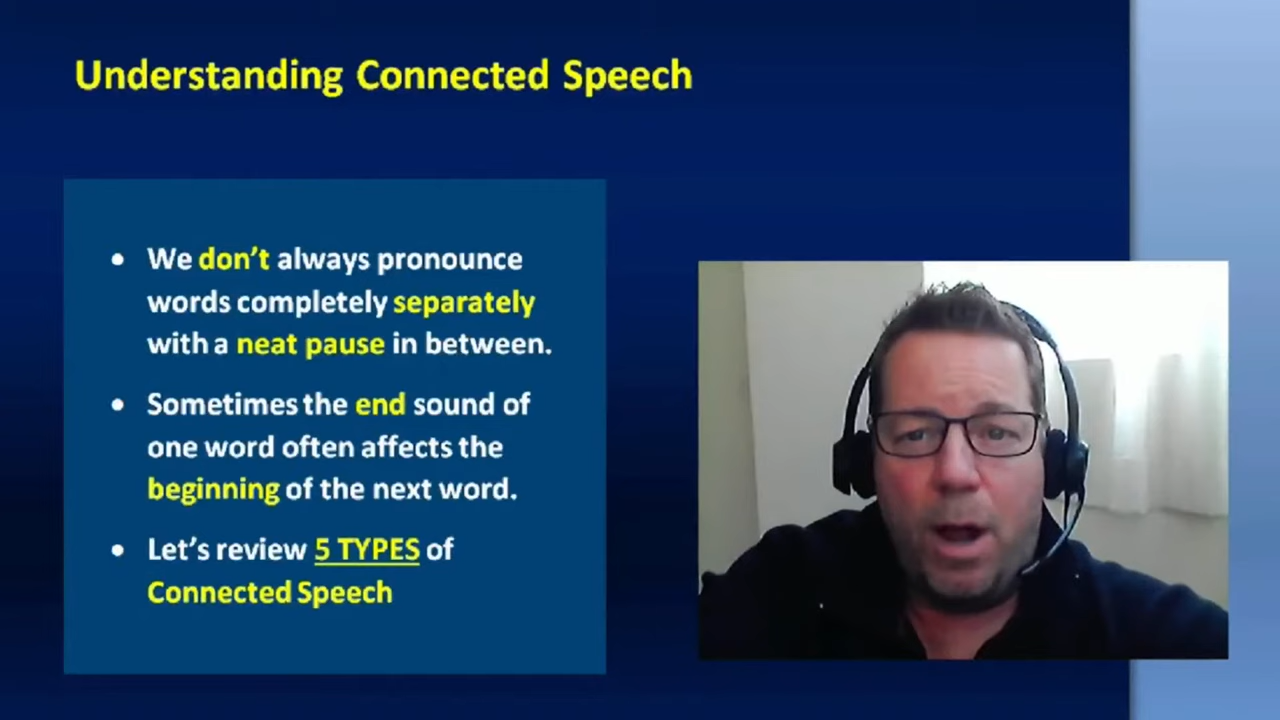 Understanding Connected Speech
• We don't always pronounce
words completely separately
with a neat pause in between.
• Sometimes the end sound of
one word often affects the
beginning of the next word.
• Let's review 5 TYPES of
Connected Speech